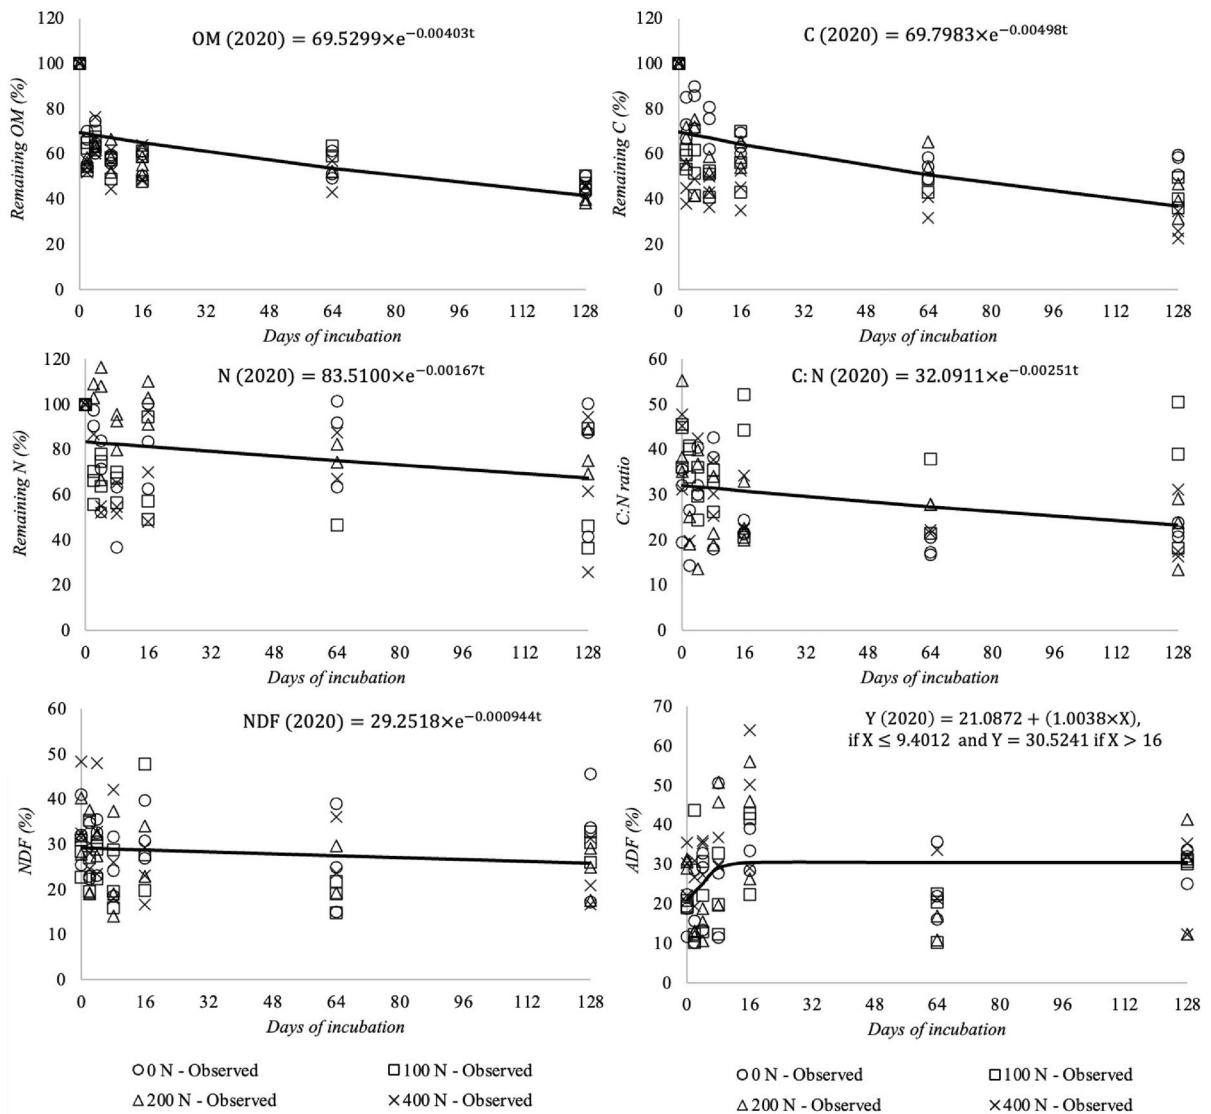 OM (2020) = 69.5299×e^−0.00403t
Remaining OM (%)
120
100
80
60
40
20
0
0 16 32 48 64 80 96 112 128
Days of incubation
C (2020) = 69.7983×e^−0.00498t
Remaining C (%)
120
100
80
60
40
20
0
0 16 32 48 64 80 96 112 128
Days of incubation
N (2020) = 83.5100×e^−0.00167t
Remaining N (%)
120
100
80
60
40
20
0
0 16 32 48 64 80 96 112 128
Days of incubation
C: N (2020) = 32.0911×e^−0.00251t
C:N ratio
60
50
40
30
20
10
0
0 16 32 48 64 80 96 112 128
Days of incubation
NDF (2020) = 29.2518×e^−0.000944t
NDF (%)
60
50
40
30
20
10
0
0 16 32 48 64 80 96 112 128
Days of incubation
Y (2020) = 21.0872 + (1.0038×X),
if X ≤ 9.4012 and Y = 30.5241 if X > 16
ADF (%)
70
60
50
40
30
20
10
0
0 16 32 48 64 80 96 112 128
Days of incubation
0 N - Observed
100 N - Observed
200 N - Observed
400 N - Observed
0 N - Observed
100 N - Observed
200 N - Observed
400 N - Observed